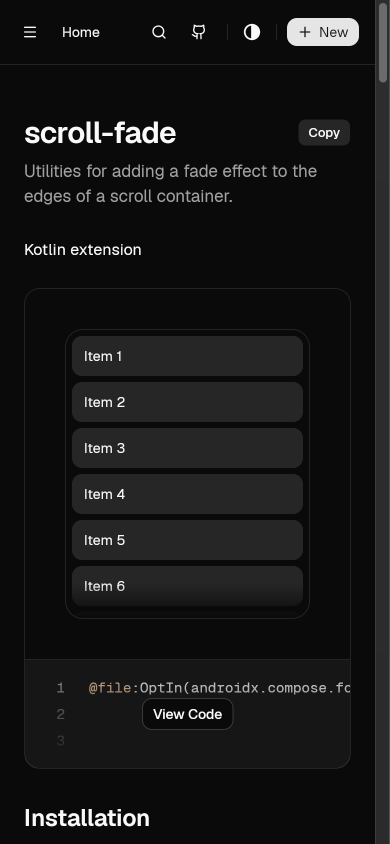 Home
New
scroll-fade
Copy
Utilities for adding a fade effect to the
edges of a scroll container.
Kotlin extension
Item 1
Item 2
Item 3
Item 4
Item 5
Item 6
1 @file:OptIn(androidx.compose.fo
2
View Code
3
Installation